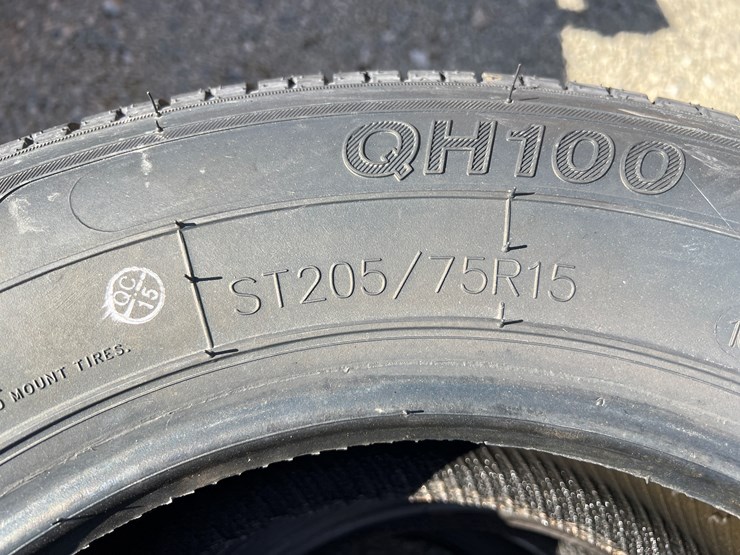 QH100
ST205/75R15
QC
15
MOUNT TIRES.